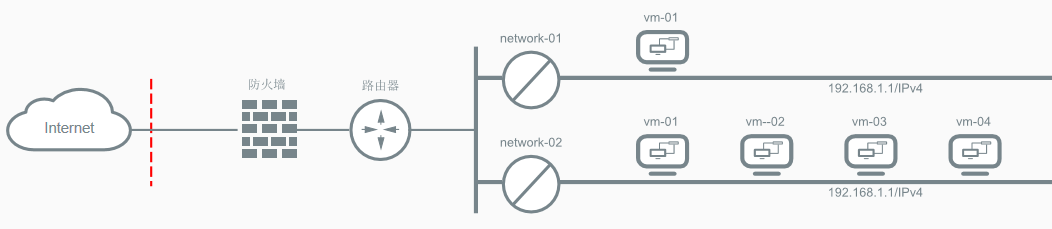 Internet
防火墙
路由器
network-01
vm-01
192.168.1.1/IPv4
network-02
vm-01
vm--02
vm-03
vm-04
192.168.1.1/IPv4